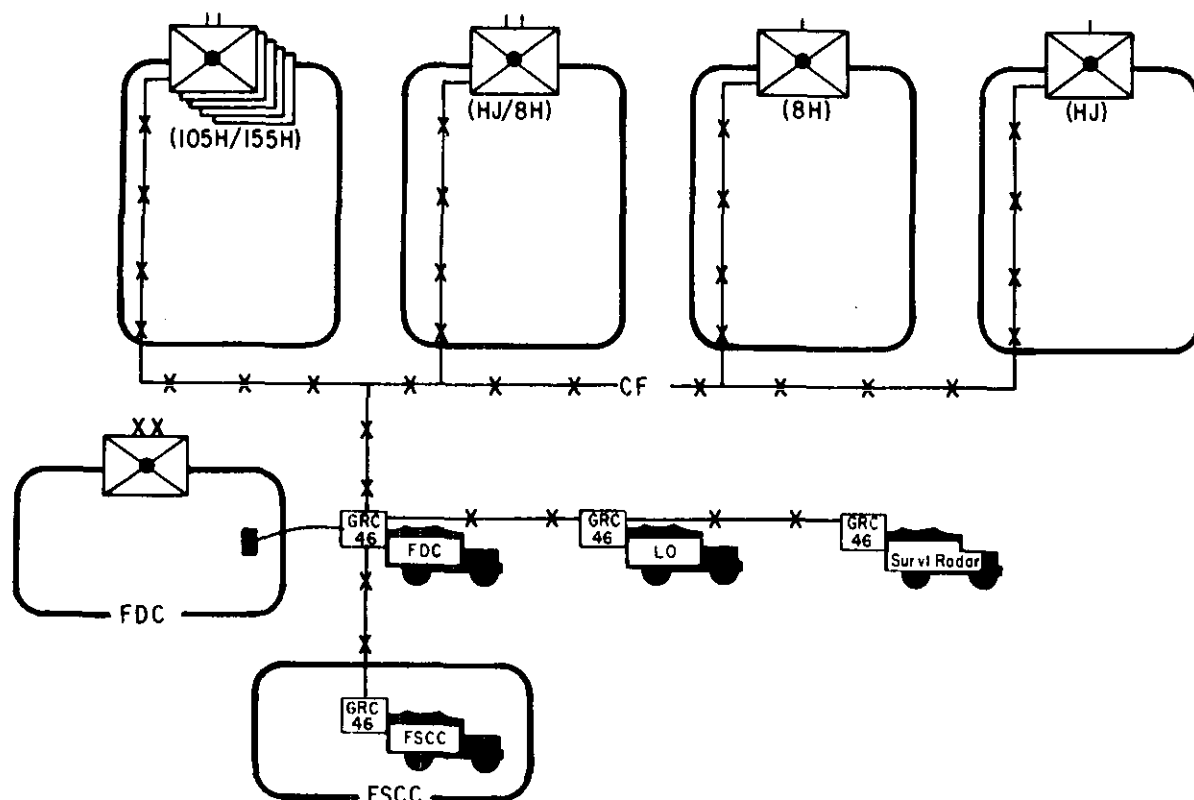 (105H/155H)
(HJ/8H)
(8H)
(HJ)
CF
GRC
46
FDC
GRC
46
LO
GRC
46
Survl Radar
FDC
GRC
46
FSCC
FSCC